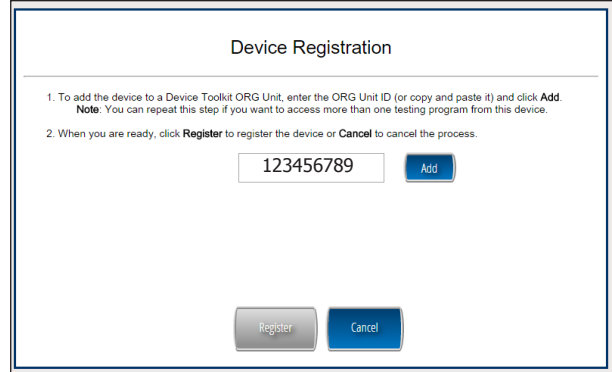 Device Registration
1. To add the device to a Device Toolkit ORG Unit, enter the ORG Unit ID (or copy and paste it) and click Add.
Note: You can repeat this step if you want to access more than one testing program from this device.
2. When you are ready, click Register to register the device or Cancel to cancel the process.
123456789 Add
Register Cancel